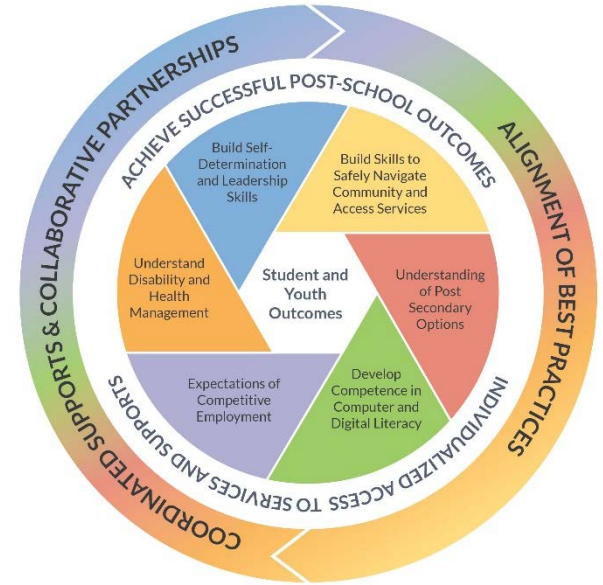 COORDINATED SUPPORTS & COLLABORATIVE PARTNERSHIPS
ALIGNMENT OF BEST PRACTICES
ACHIEVE SUCCESSFUL POST-SCHOOL OUTCOMES
INDIVIDUALIZED ACCESS TO SERVICES AND SUPPORTS
Build Self-
Determination
and Leadership
Skills
Build Skills to
Safely Navigate
Community and
Access Services
Understanding
of Post
Secondary
Options
Develop
Competence in
Computer and
Digital Literacy
Expectations of
Competitive
Employment
Understand
Disability and
Health
Management
Student and
Youth
Outcomes